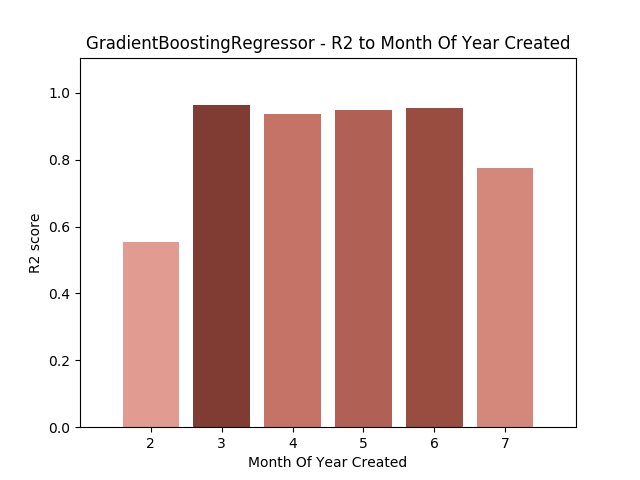 GradientBoostingRegressor - R2 to Month Of Year Created
1.0
0.8
0.6
0.4
0.2
0.0
R2 score
2 3 4 5 6 7
Month Of Year Created